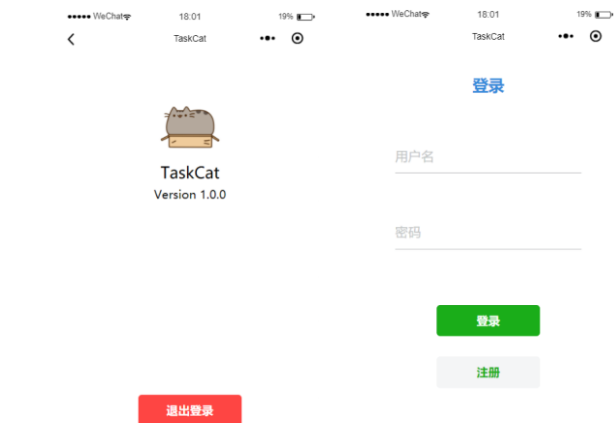 WeChat
18:01
19%
TaskCat
TaskCat
Version 1.0.0
退出登录
WeChat
18:01
19%
TaskCat
登录
用户名
密码
登录
注册